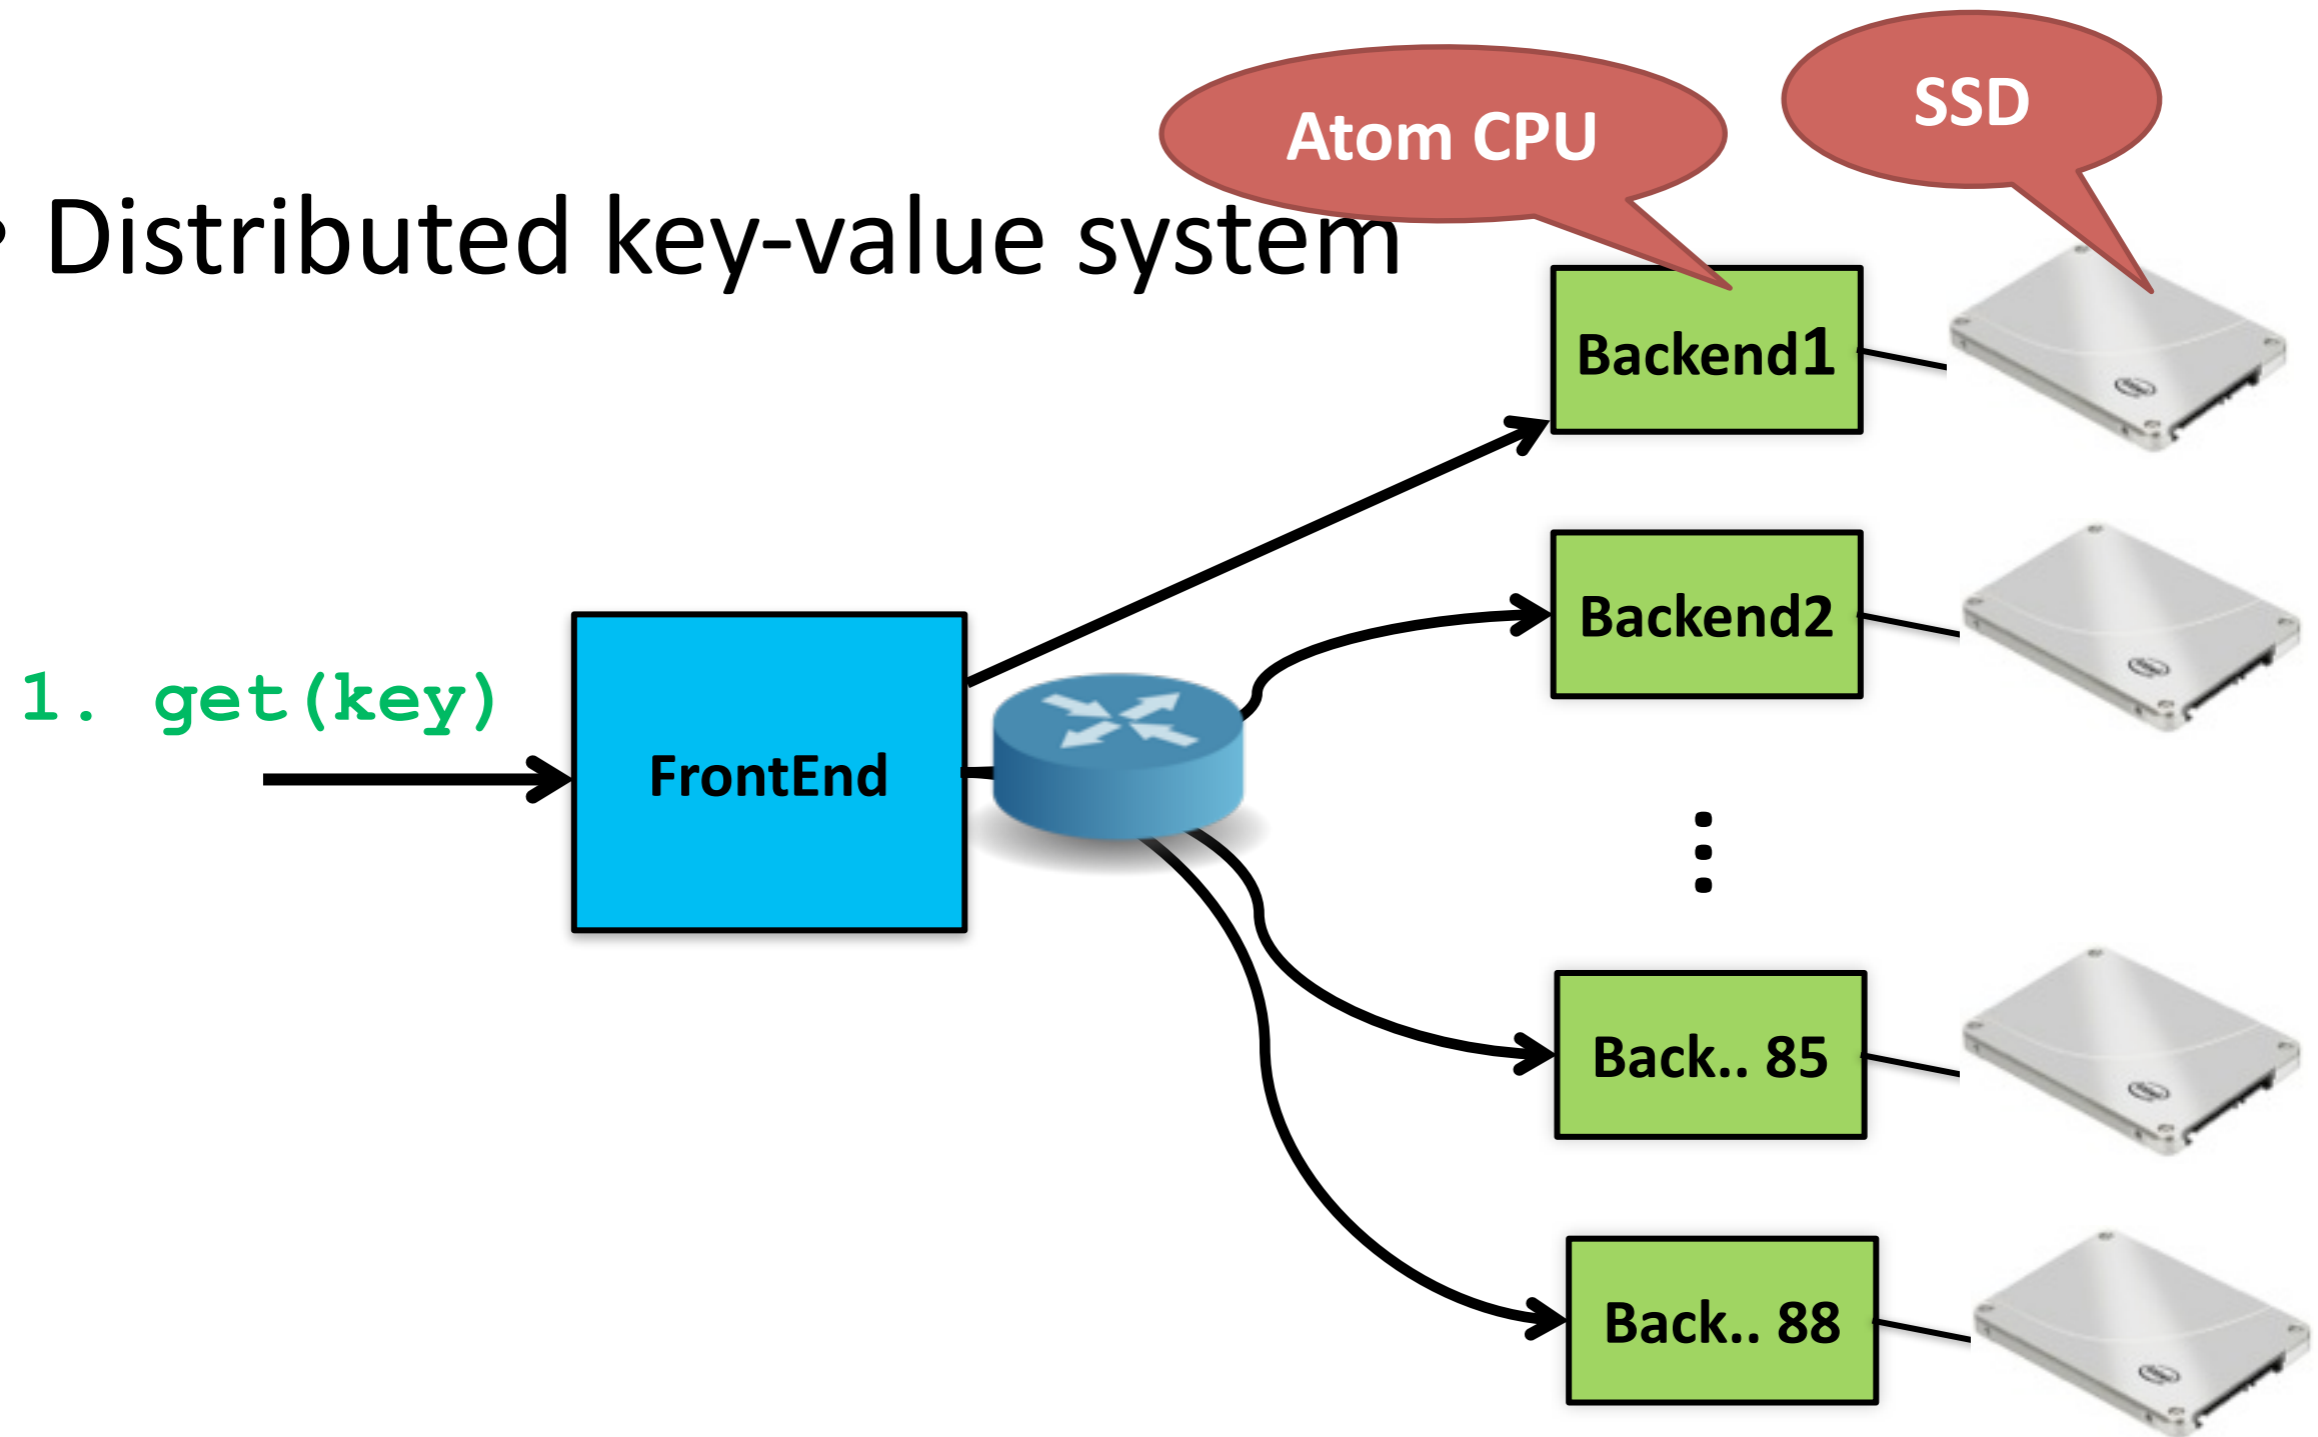 Atom CPU
SSD
• Distributed key-value system
Backend1
Backend2
1. get(key)
FrontEnd
Back.. 85
Back.. 88